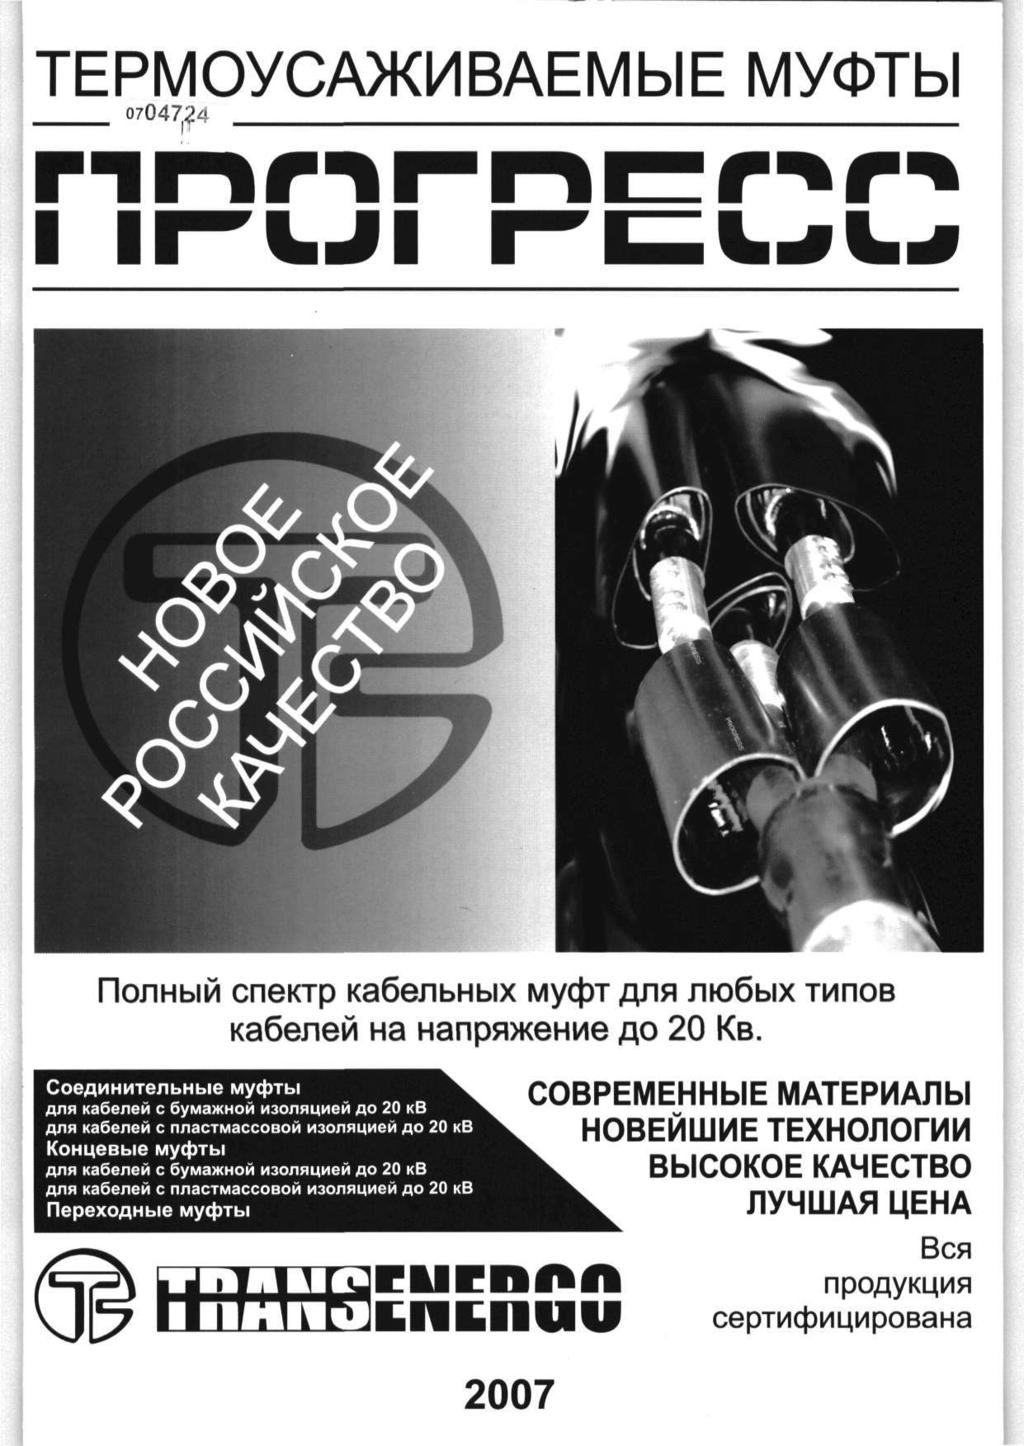 ТЕРМОУСАЖИВАЕМЫЕ МУФТЫ
0704724
ПРОГРЕСС
НОВОЕ
РОССИЙСКОЕ
КАЧЕСТВО
Полный спектр кабельных муфт для любых типов
кабелей на напряжение до 20 Кв.
Соединительные муфты
для кабелей с бумажной изоляцией до 20 кВ
для кабелей с пластмассовой изоляцией до 20 кВ
Концевые муфты
для кабелей с бумажной изоляцией до 20 кВ
для кабелей с пластмассовой изоляцией до 20 кВ
Переходные муфты
СОВРЕМЕННЫЕ МАТЕРИАЛЫ
НОВЕЙШИЕ ТЕХНОЛОГИИ
ВЫСОКОЕ КАЧЕСТВО
ЛУЧШАЯ ЦЕНА
Вся
продукция
сертифицирована
TRANSENERGO
2007